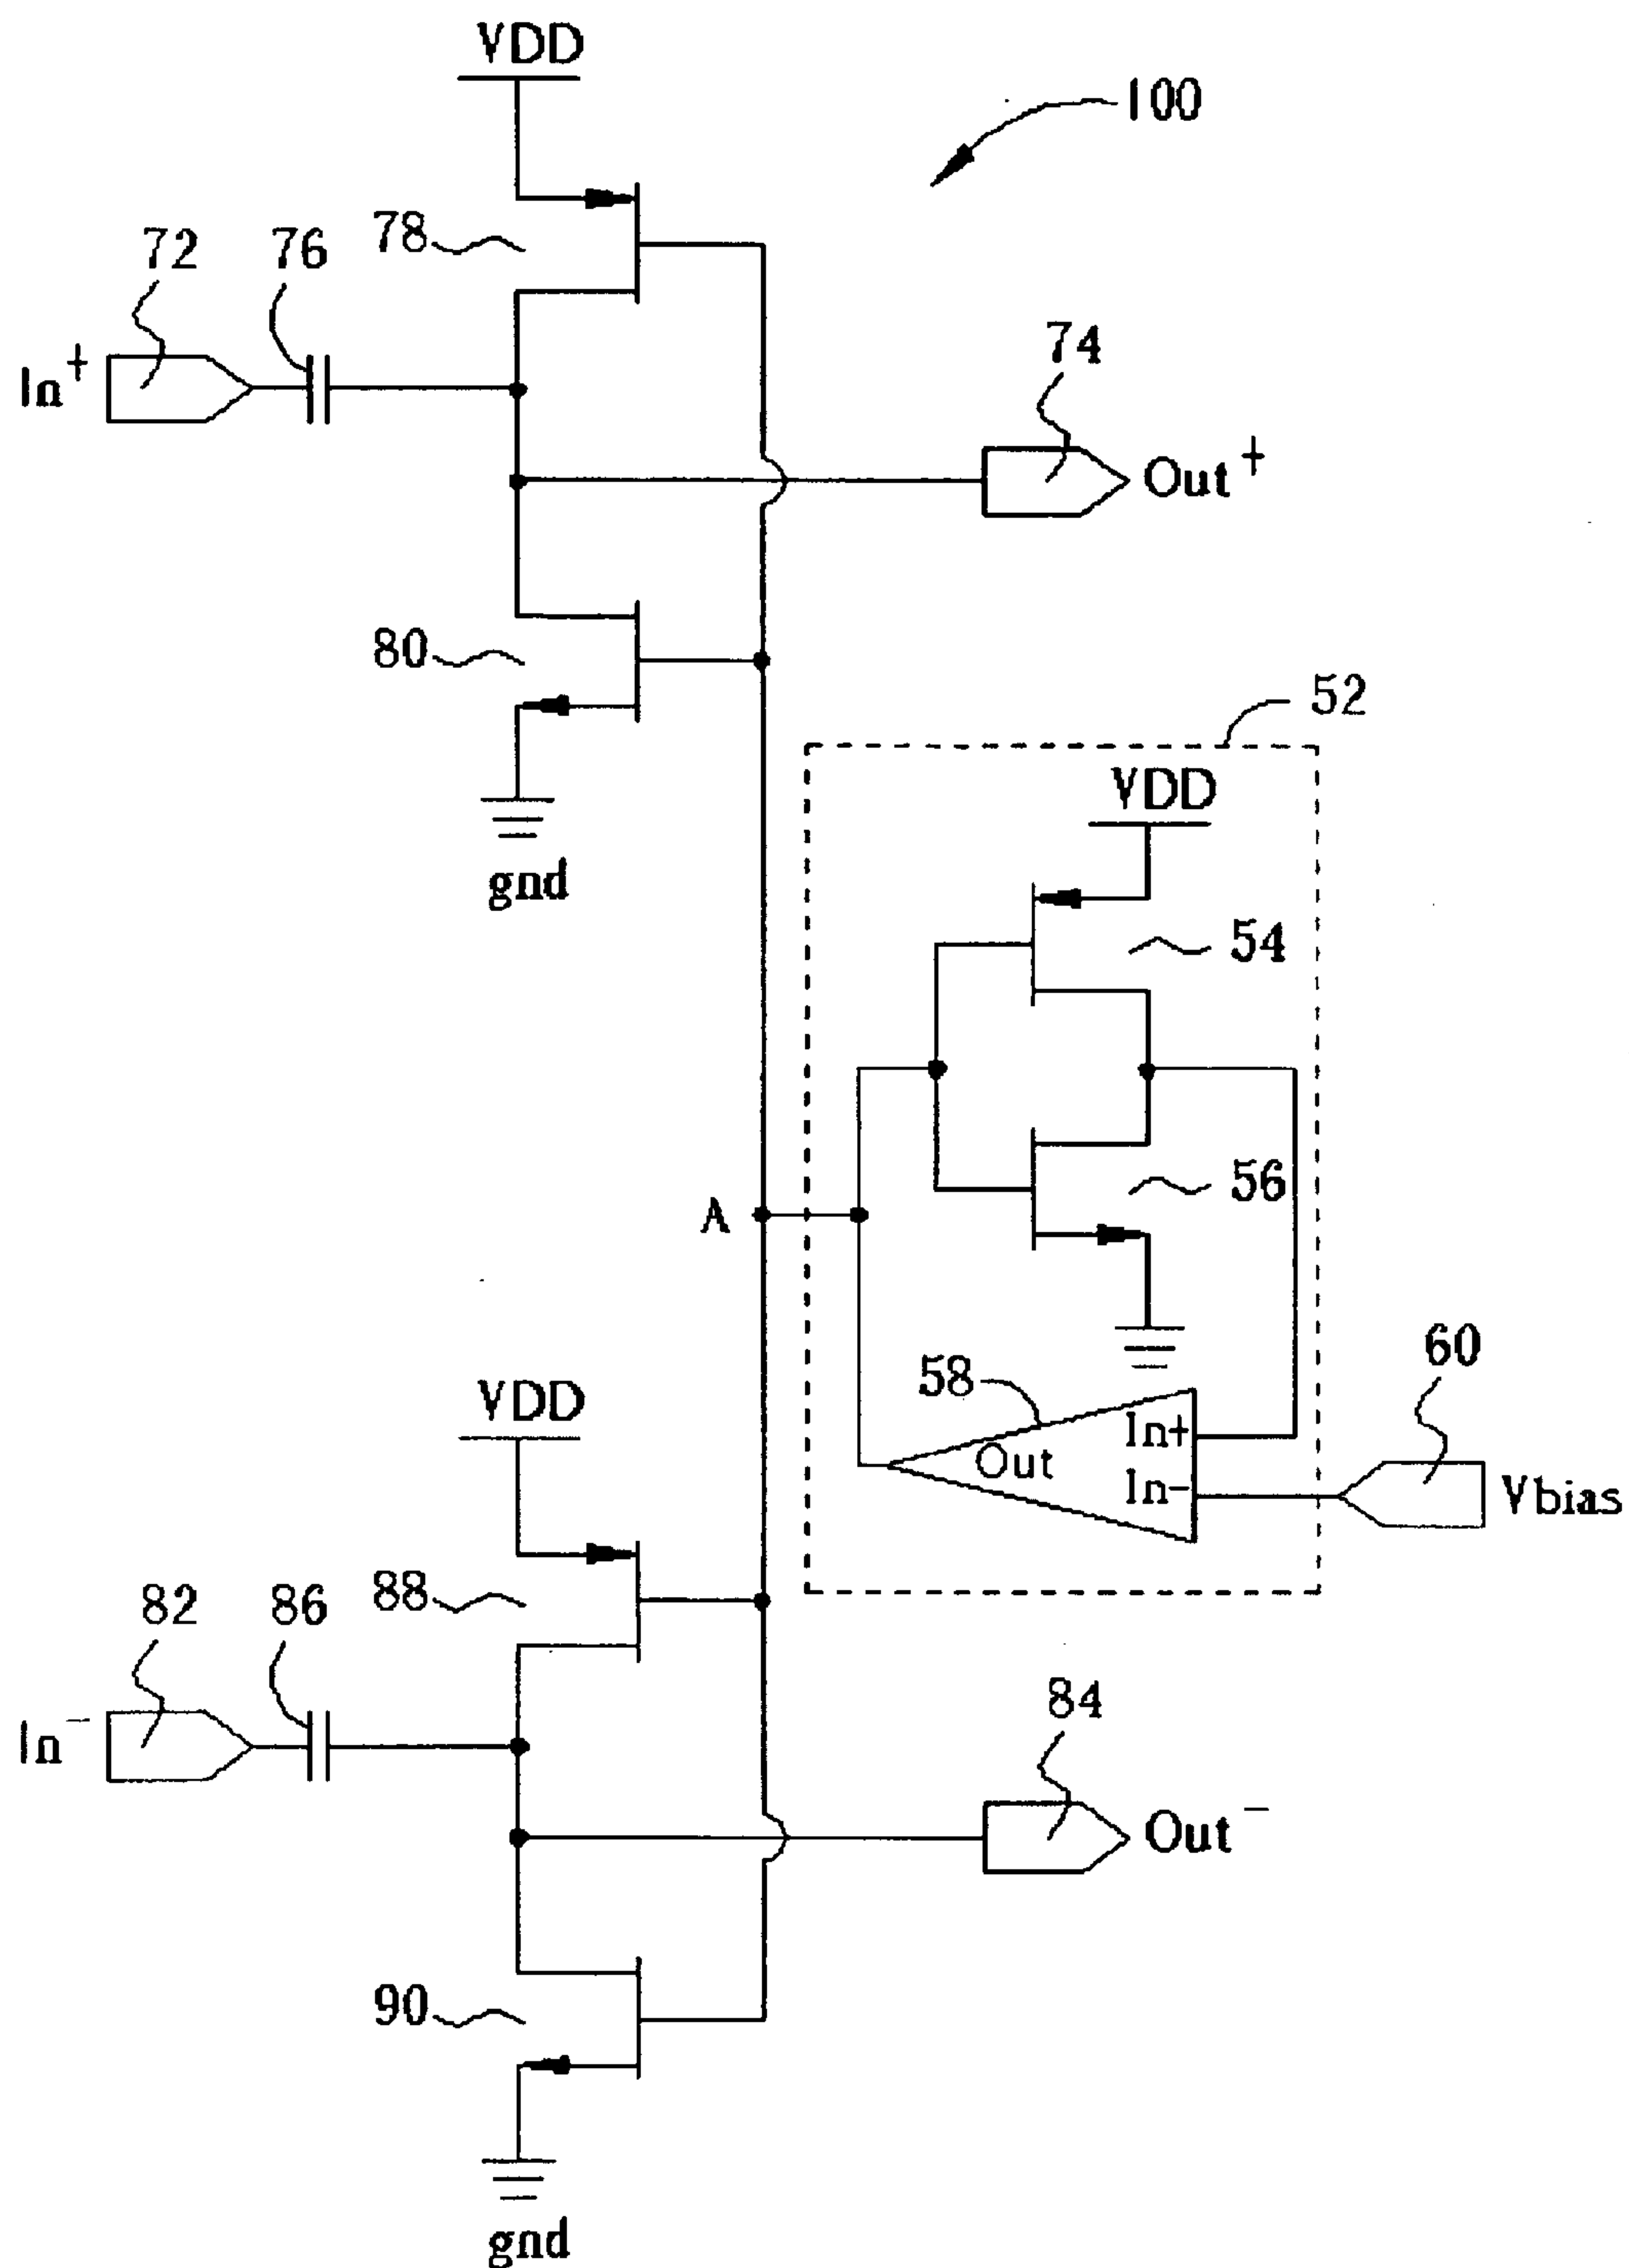 VDD
100
78
72 76
In+
74
Out+
80
52
VDD
gnd
54
56
A
60
58
In+
Out
In-
Vbias
VDD
88
82 86
In-
84
Out-
90
gnd